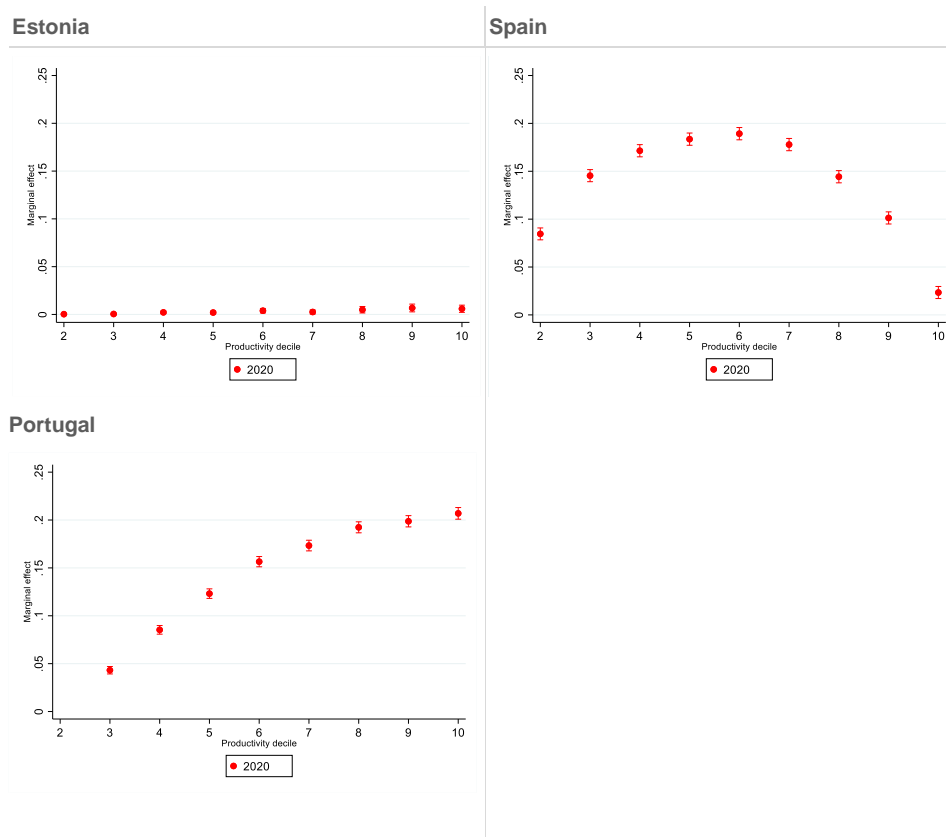 Estonia
Spain
.25
.2
.15
.1
.05
0
Marginal effect
2 3 4 5 6 7 8 9 10
Productivity decile
2020
.25
.2
.15
.1
.05
0
Marginal effect
2 3 4 5 6 7 8 9 10
Productivity decile
2020
Portugal
.25
.2
.15
.1
.05
0
Marginal effect
2 3 4 5 6 7 8 9 10
Productivity decile
2020